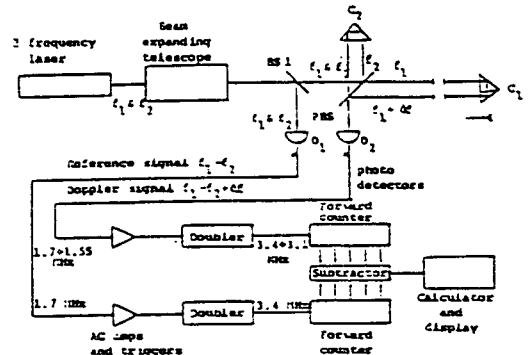 2 frequency
laser
Beam
expanding
telescope
BS 1
C2
f1 & f2
f1 & f2
f2
f1
C1
f1 & f2
PBS
f1 + Δf
D1
D2
Reference signal f1-f2
Doppler signal f1-f2+Δf
photo
detectors
Forward
counter
1.7+1.55
MHz
Doubler
3.4+3.1
MHz
Subtractor
1.7 MHz
Doubler
3.4 MHz
Calculator
and
display
AC amps
and triggers
Forward
counter